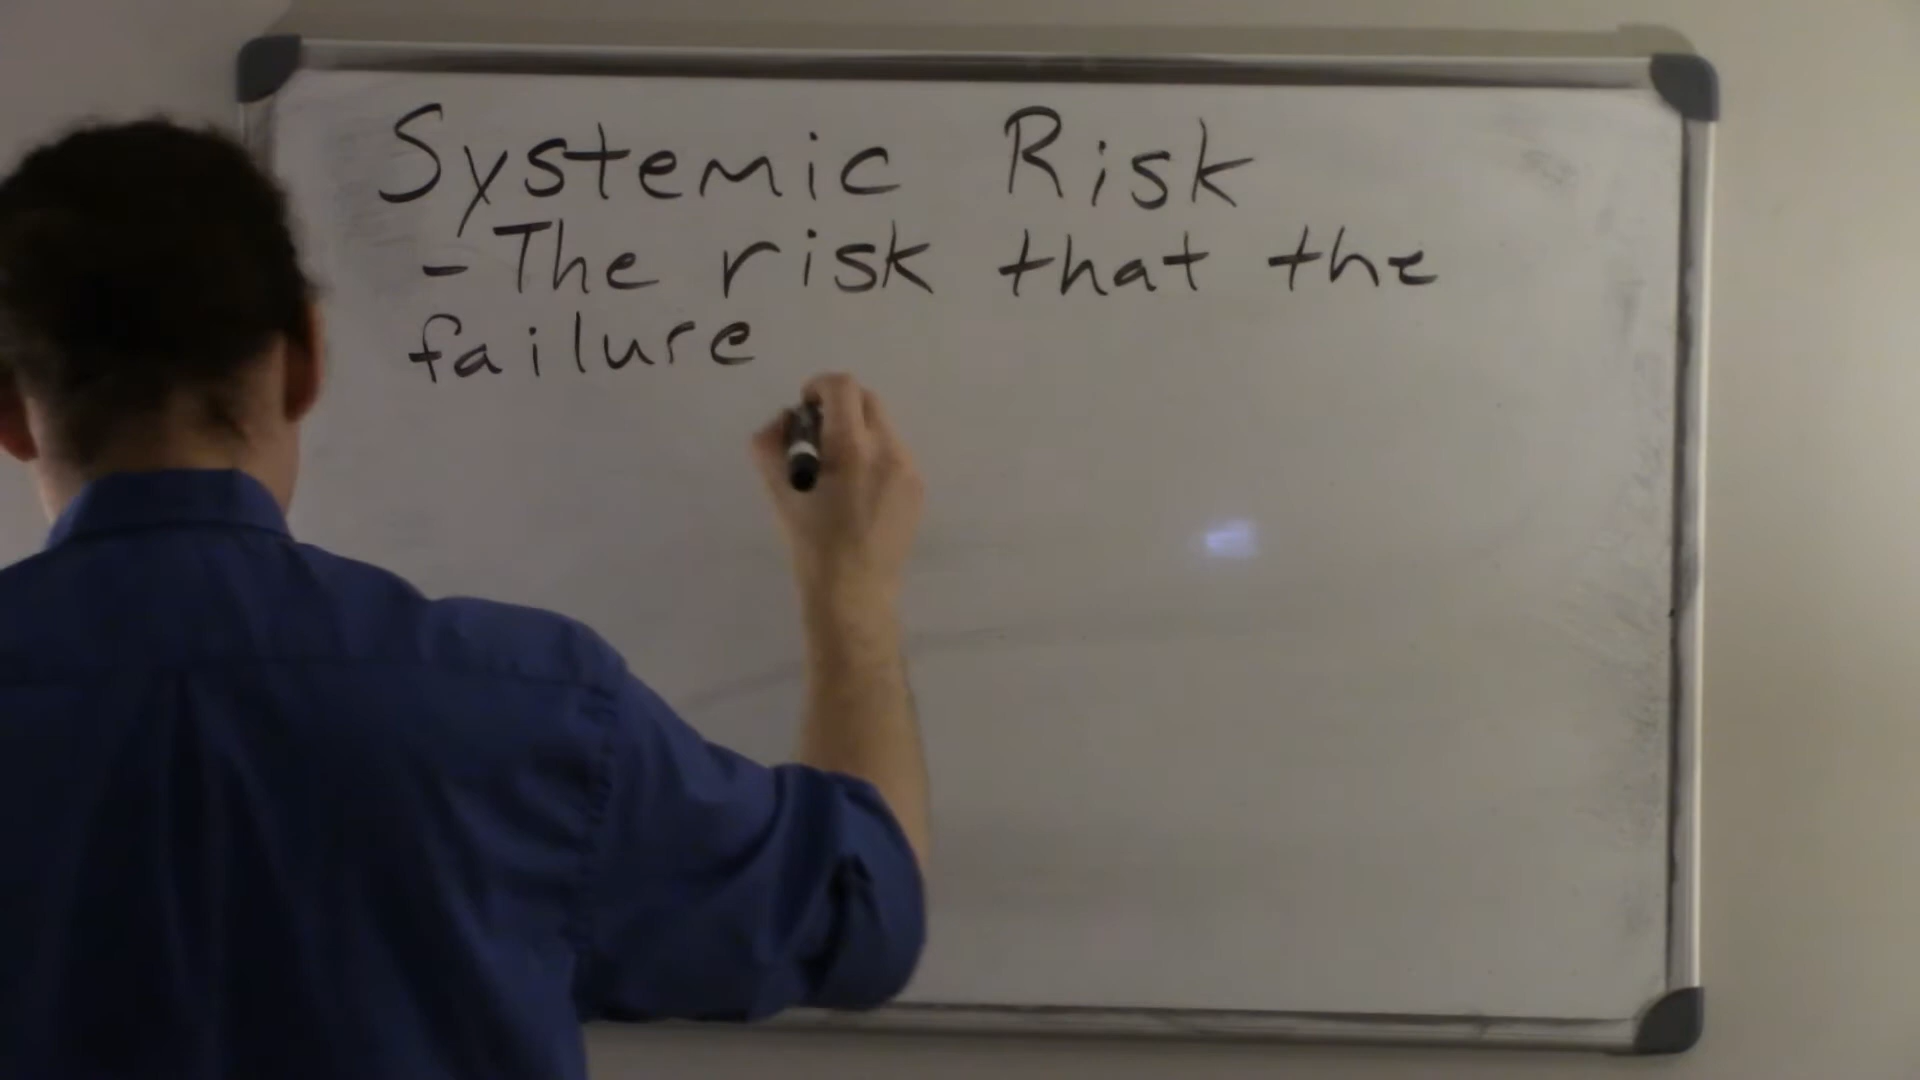 Systemic Risk
- The risk that the
failure